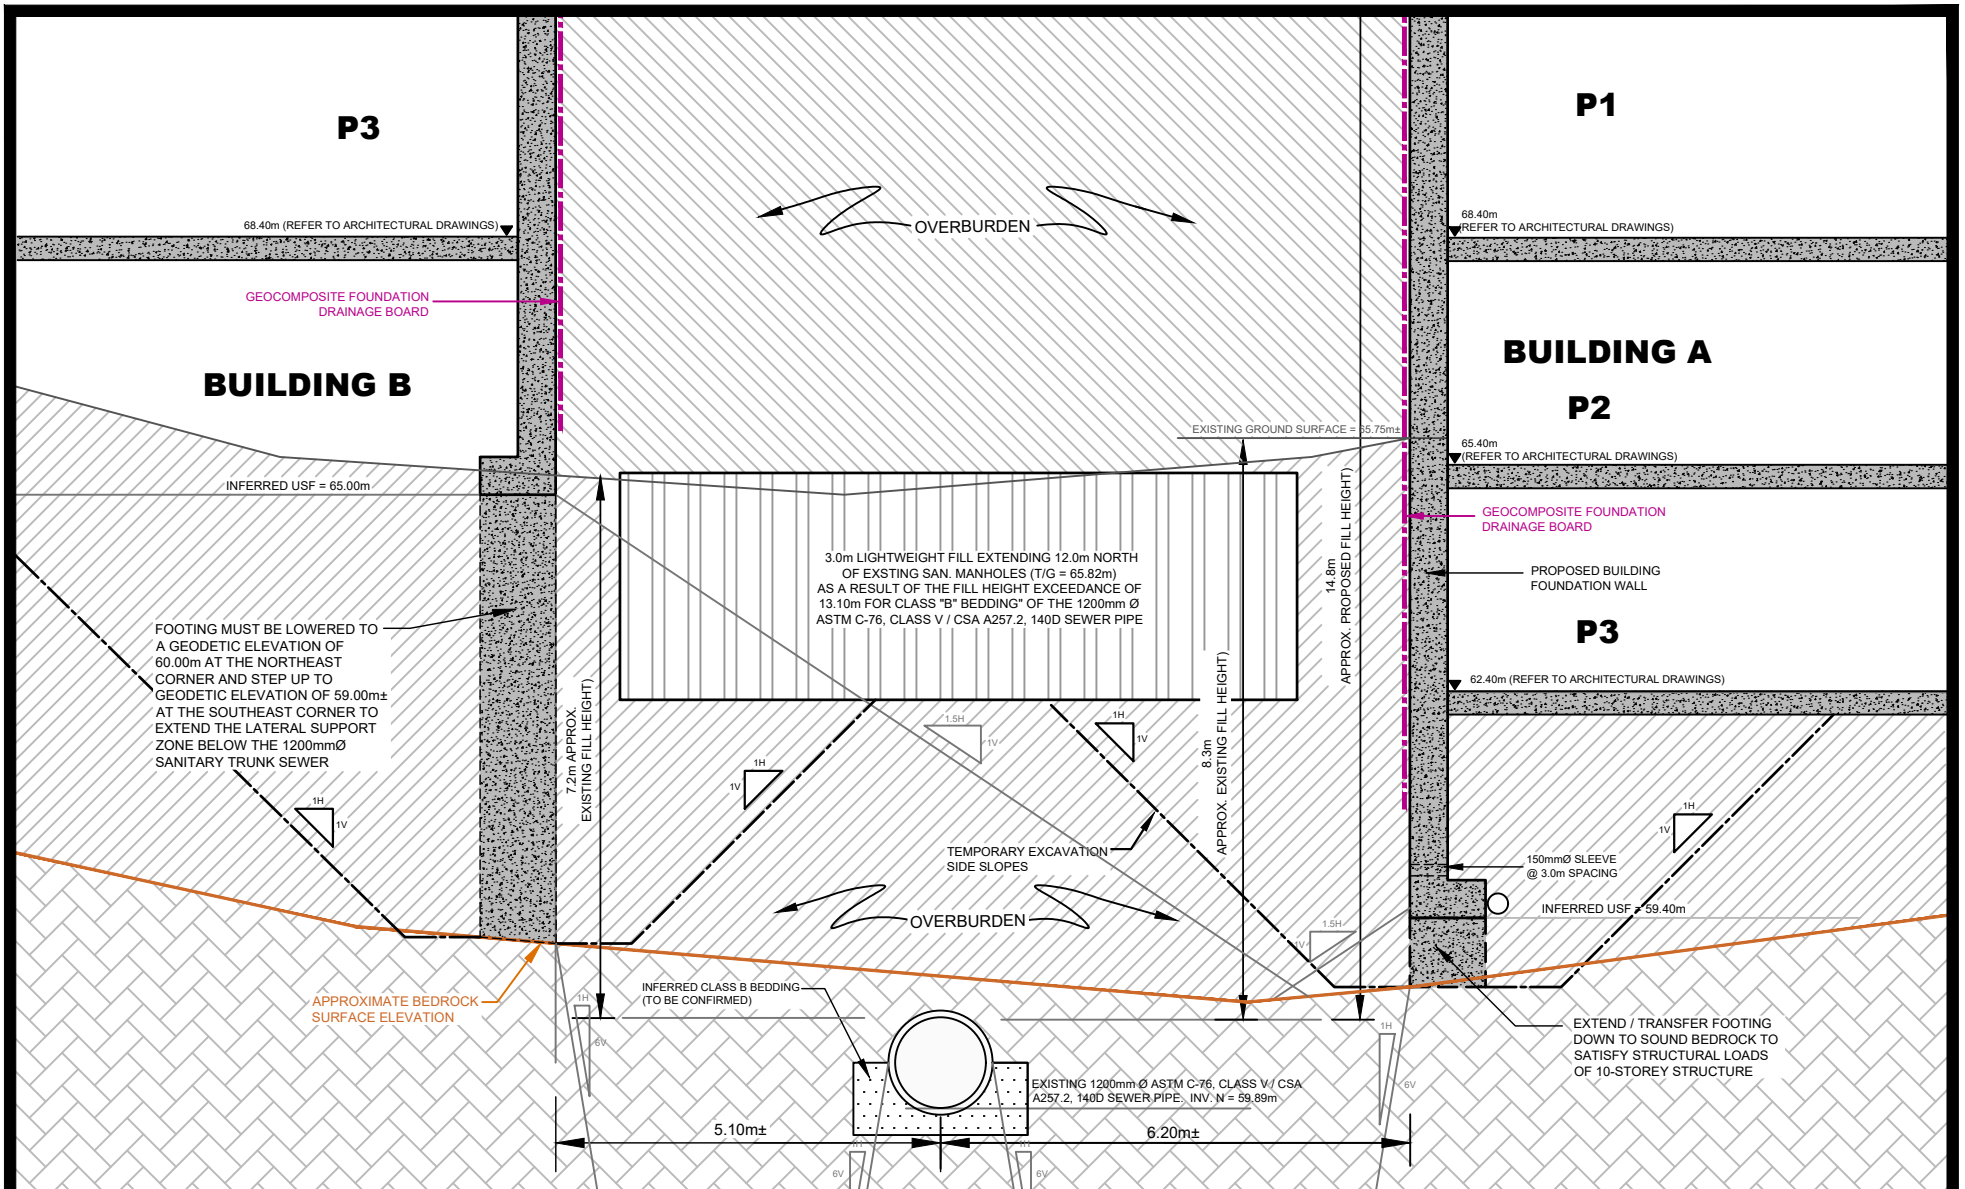 P3
P1
68.40m (REFER TO ARCHITECTURAL DRAWINGS)
OVERBURDEN
68.40m
(REFER TO ARCHITECTURAL DRAWINGS)
GEOCOMPOSITE FOUNDATION
DRAINAGE BOARD
BUILDING B
BUILDING A
P2
EXISTING GROUND SURFACE = 65.75m±
65.40m
(REFER TO ARCHITECTURAL DRAWINGS)
INFERRED USF = 65.00m
GEOCOMPOSITE FOUNDATION
DRAINAGE BOARD
3.0m LIGHTWEIGHT FILL EXTENDING 12.0m NORTH
OF EXSTING SAN. MANHOLES (T/G = 65.82m)
AS A RESULT OF THE FILL HEIGHT EXCEEDANCE OF
13.10m FOR CLASS "B" BEDDING" OF THE 1200mm Ø
ASTM C-76, CLASS V / CSA A257.2, 140D SEWER PIPE
14.8m
APPROX. PROPOSED FILL HEIGHT)
PROPOSED BUILDING
FOUNDATION WALL
FOOTING MUST BE LOWERED TO
A GEODETIC ELEVATION OF
60.00m AT THE NORTHEAST
CORNER AND STEP UP TO
GEODETIC ELEVATION OF 59.00m±
AT THE SOUTHEAST CORNER TO
EXTEND THE LATERAL SUPPORT
ZONE BELOW THE 1200mmØ
SANITARY TRUNK SEWER
P3
62.40m (REFER TO ARCHITECTURAL DRAWINGS)
7.2m APPROX.
EXISTING FILL HEIGHT)
8.3m
APPROX. EXISTING FILL HEIGHT)
1.5H
1V
1H
1V
1H
1V
1H
1V
1H
1V
TEMPORARY EXCAVATION
SIDE SLOPES
150mmØ SLEEVE
@ 3.0m SPACING
OVERBURDEN
INFERRED USF = 59.40m
1.5H
1V
APPROXIMATE BEDROCK
SURFACE ELEVATION
INFERRED CLASS B BEDDING
(TO BE CONFIRMED)
1H
6V
1H
6V
EXTEND / TRANSFER FOOTING
DOWN TO SOUND BEDROCK TO
SATISFY STRUCTURAL LOADS
OF 10-STOREY STRUCTURE
EXISTING 1200mm Ø ASTM C-76, CLASS V / CSA
A257.2, 140D SEWER PIPE. INV. N = 59.89m
5.10m±
6.20m±
1H
6V
1H
6V